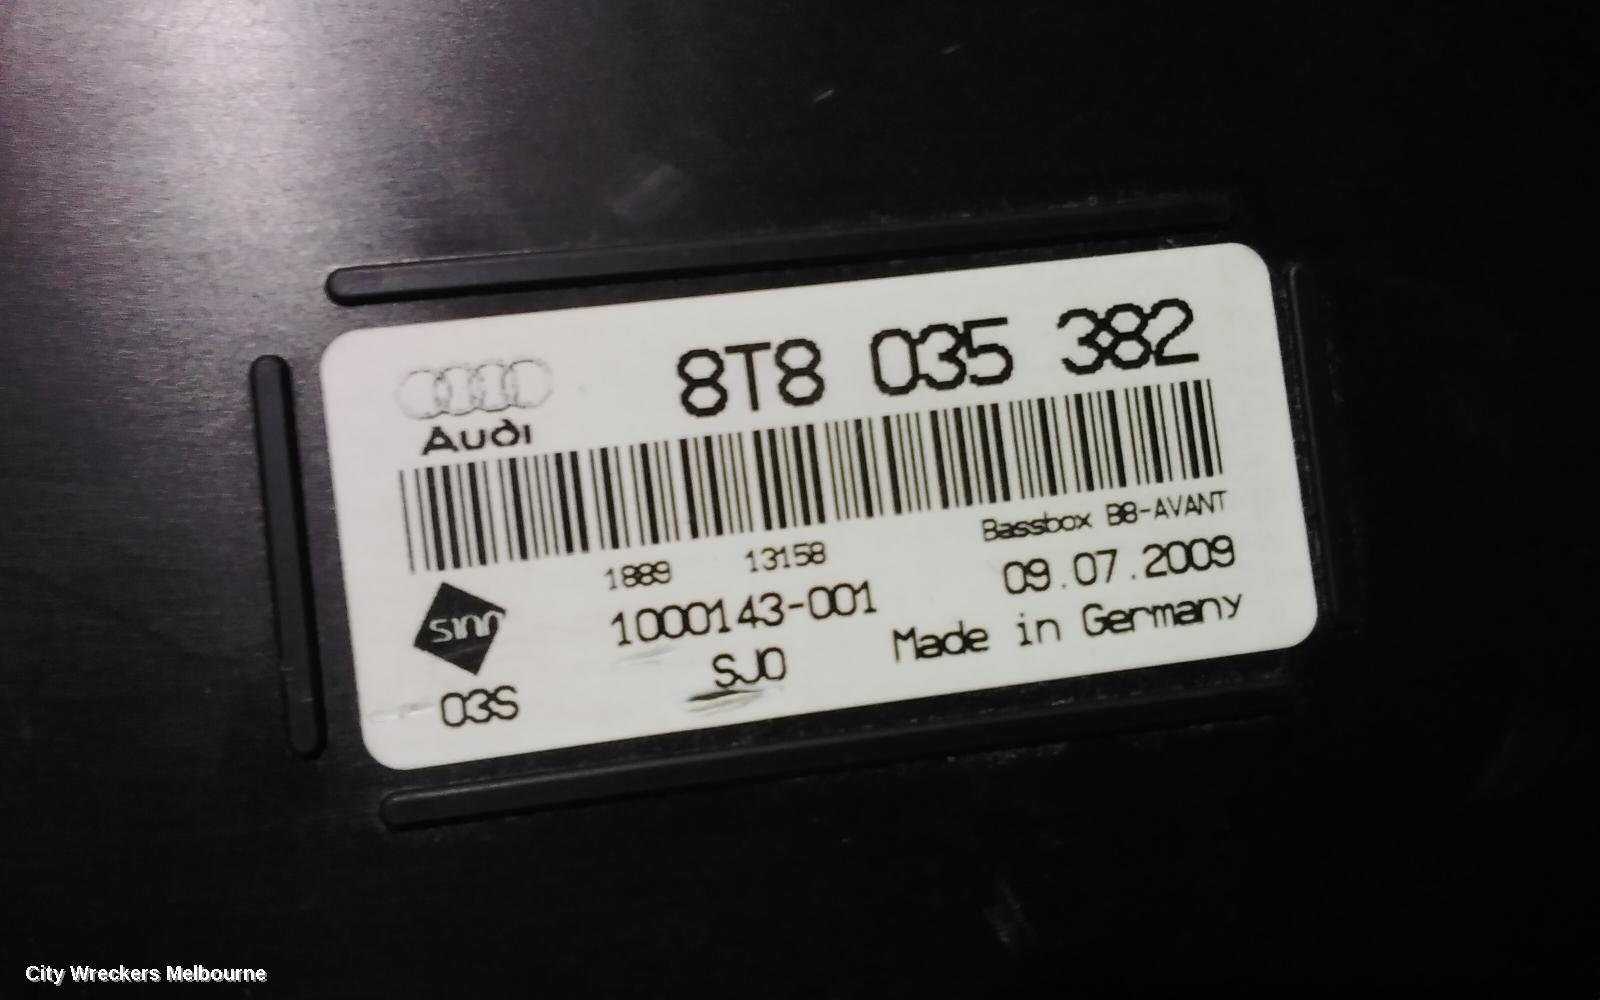 8T8 035 382
Audi
Bassbox B8-AVANT
1889 13158
09.07.2009
1000143-001
sinn
Made in Germany
SJO
03S
City Wreckers Melbourne